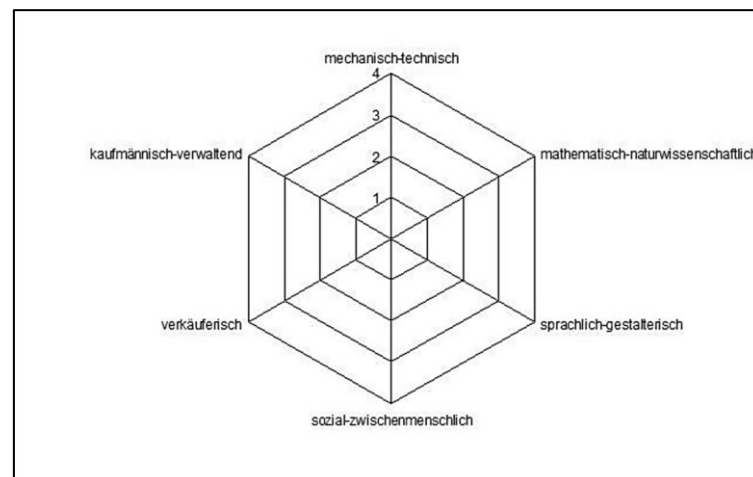 mechanisch-technisch
4
3
kaufmännisch-verwaltend
mathematisch-naturwissenschaftlich
2
1
verkäuferisch
sprachlich-gestalterisch
sozial-zwischenmenschlich